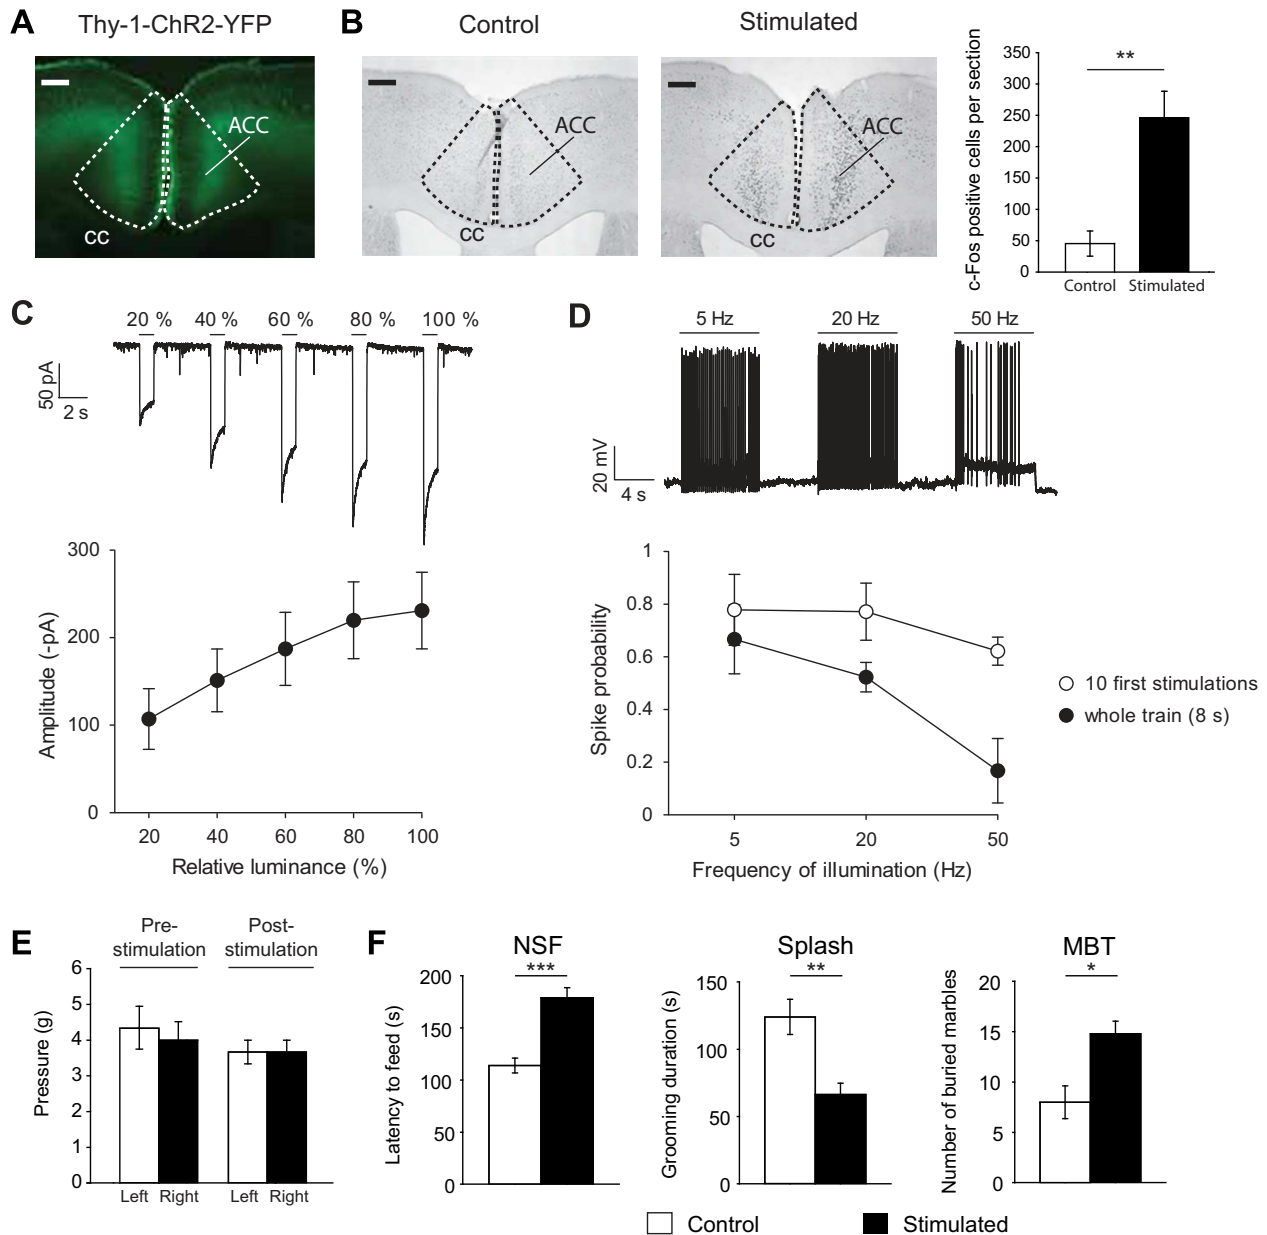 A
Thy-1-ChR2-YFP
ACC
cc
B
Control
Stimulated
ACC
cc
ACC
cc
c-Fos positive cells per section
350
300
250
200
150
100
50
0
**
Control
Stimulated
C
20 %
40 %
60 %
80 %
100 %
50 pA
2 s
Amplitude (-pA)
300
200
100
0
20
40
60
80
100
Relative luminance (%)
D
5 Hz
20 Hz
50 Hz
20 mV
4 s
Spike probability
1
0.8
0.6
0.4
0.2
0
5
20
50
Frequency of illumination (Hz)
10 first stimulations
whole train (8 s)
E
Pre-
stimulation
Post-
stimulation
Pressure (g)
6
5
4
3
2
1
0
Left
Right
Left
Right
F
NSF
***
Latency to feed (s)
200
150
100
50
0
Splash
**
Grooming duration (s)
150
100
50
0
MBT
*
Number of buried marbles
20
15
10
5
0
Control
Stimulated